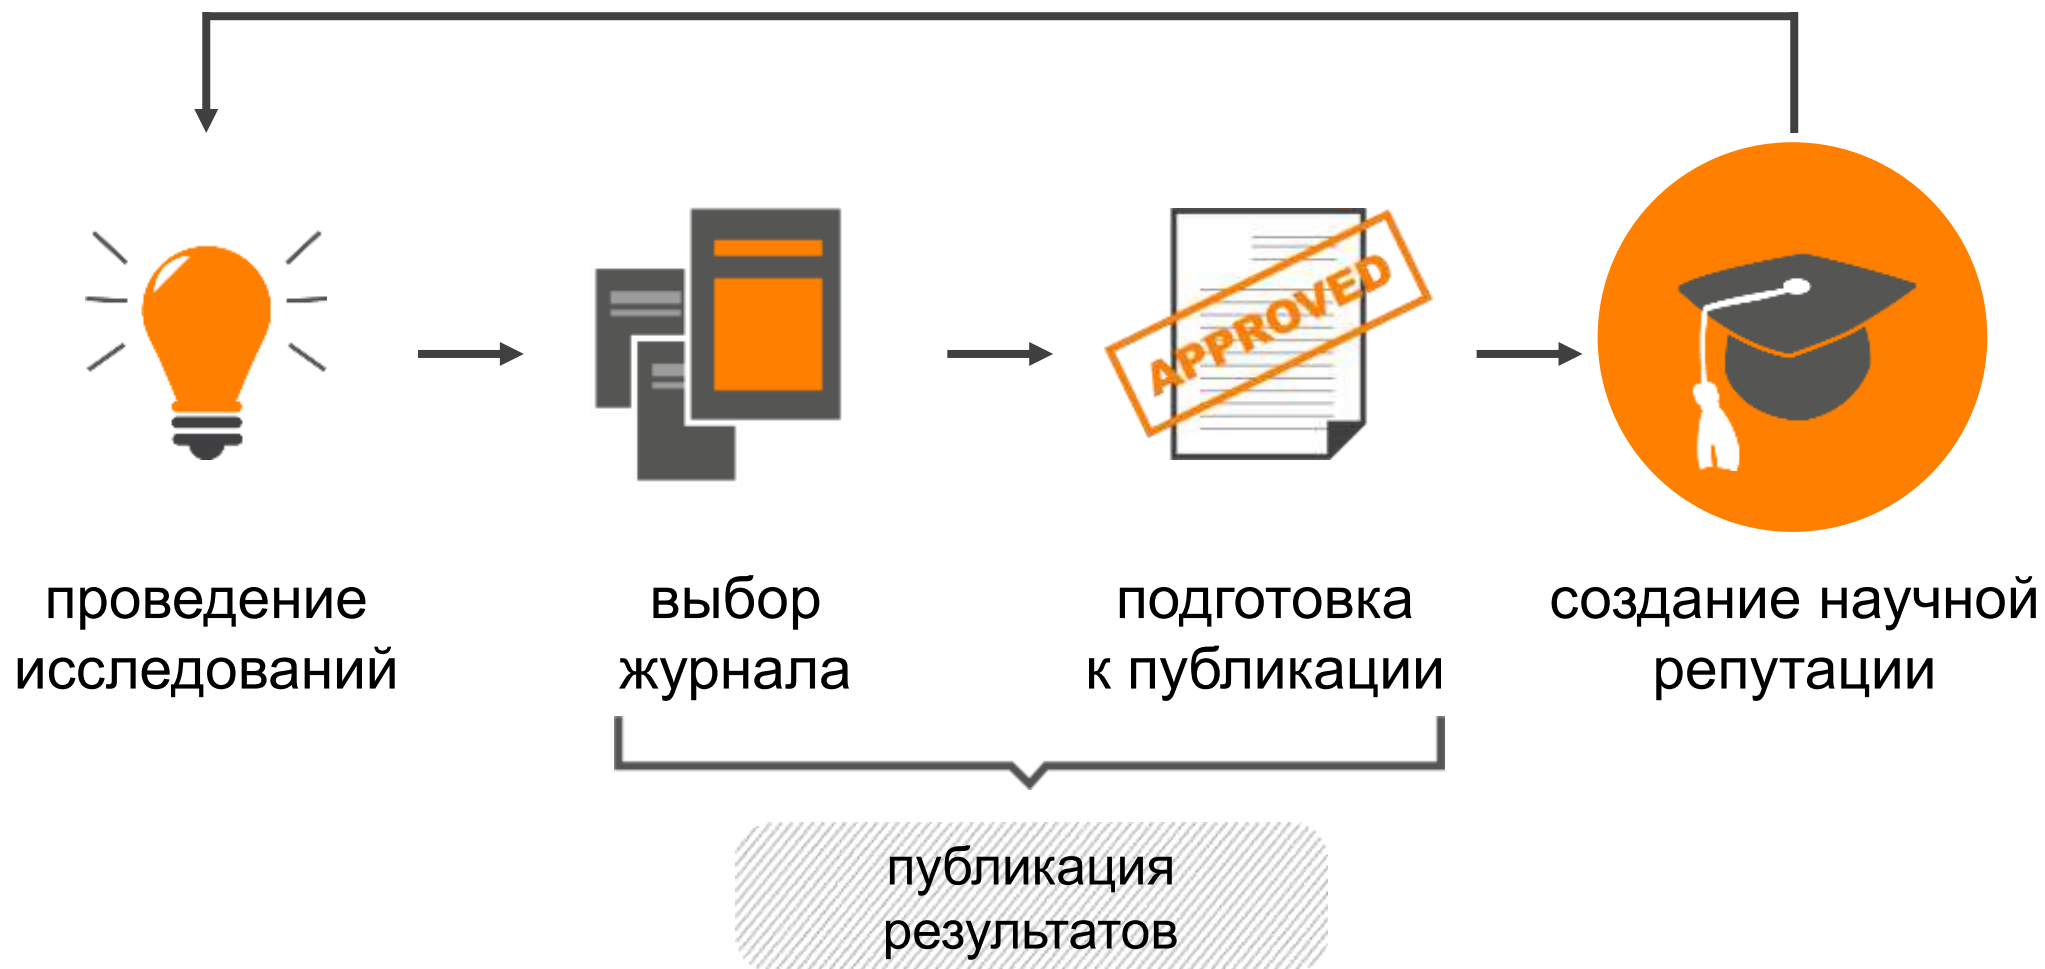 APPROVED
проведение
исследований
выбор
журнала
подготовка
к публикации
создание научной
репутации
публикация
результатов